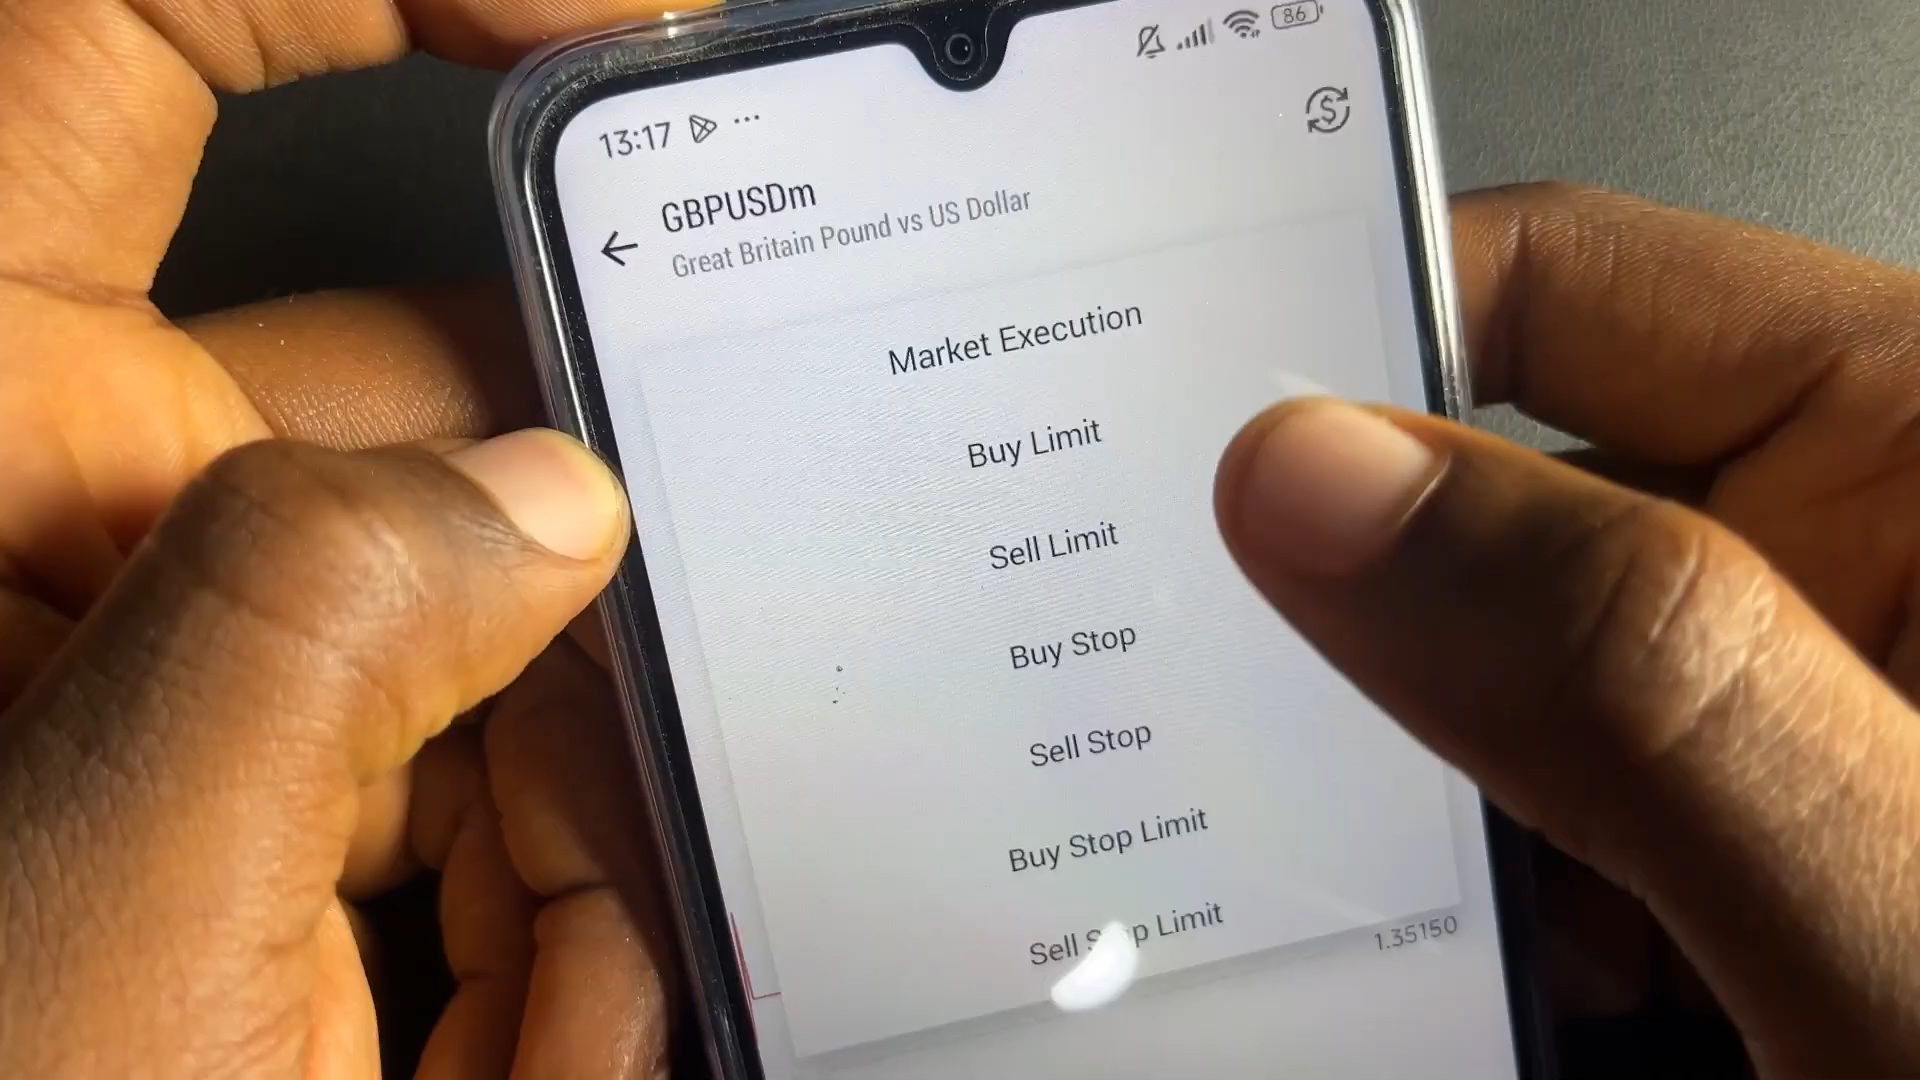 13:17 ...
86
GBPUSDm
Great Britain Pound vs US Dollar
Market Execution
Buy Limit
Sell Limit
Buy Stop
Sell Stop
Buy Stop Limit
Sell Stop Limit
1.35150